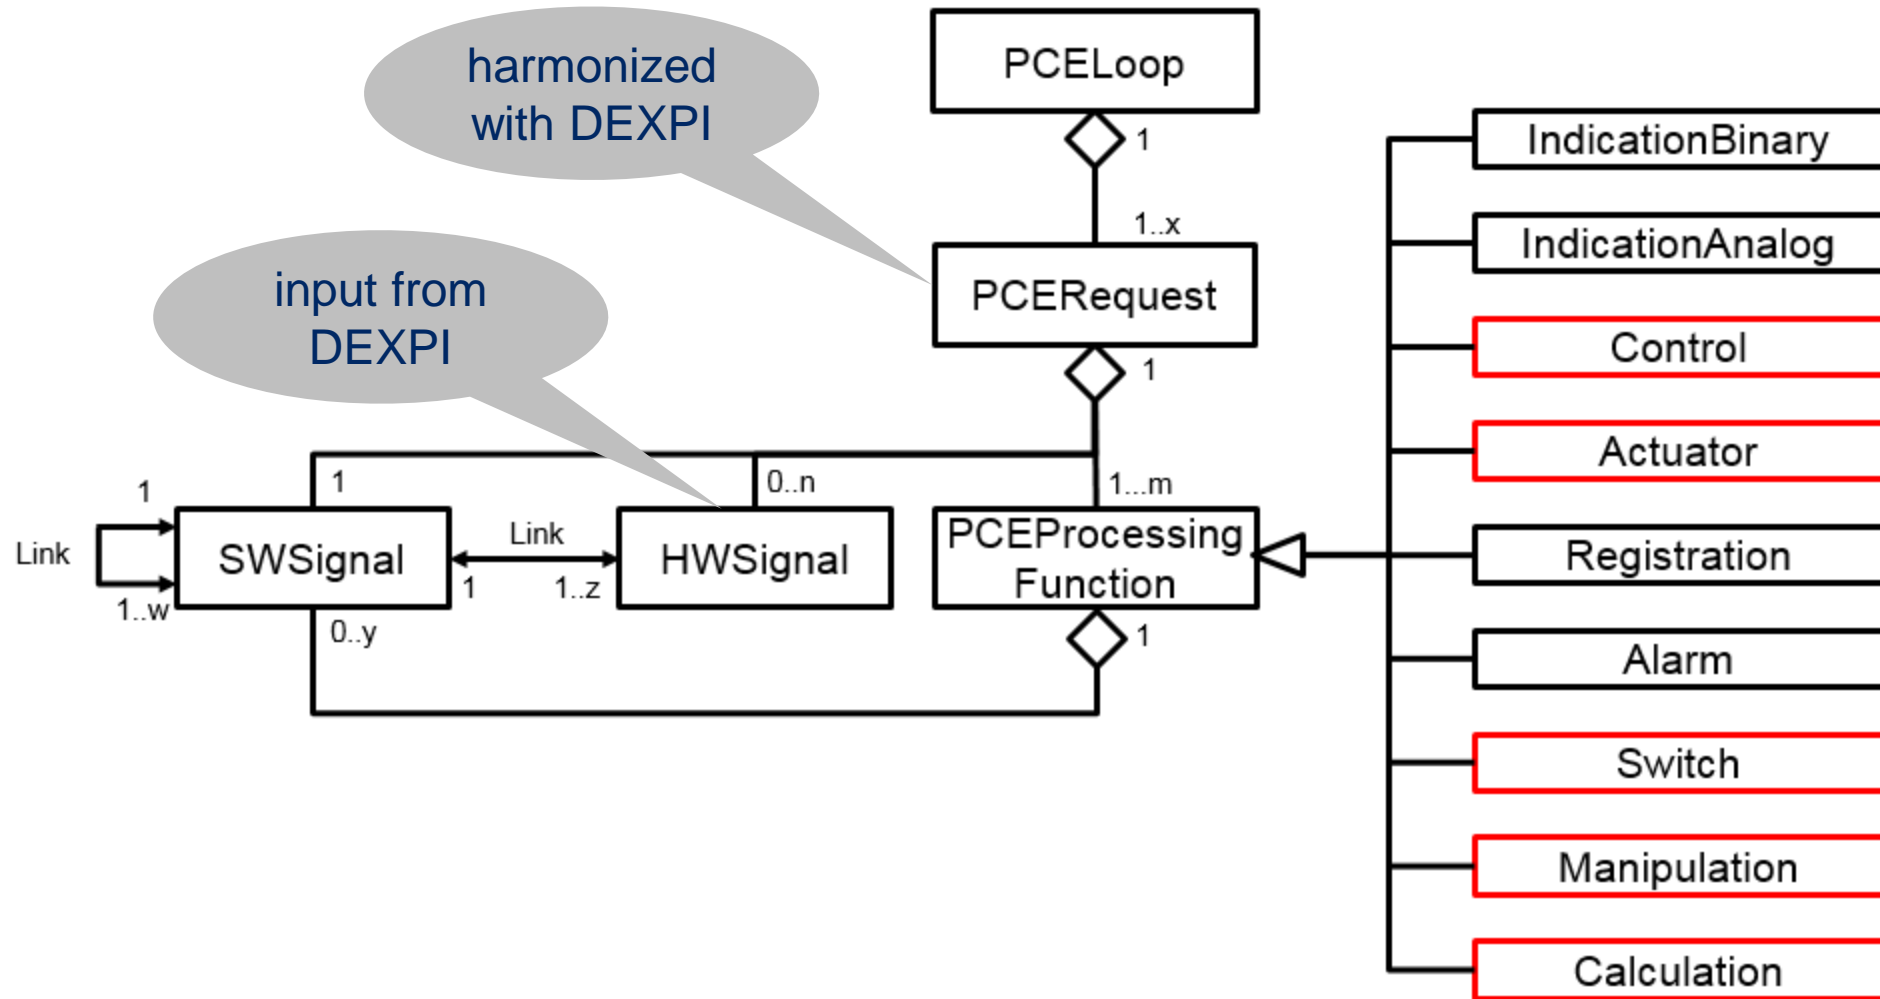 harmonized
with DEXPI
PCELoop
1
1..x
PCERequest
1
input from
DEXPI
1
0..n
1...m
1
Link
1..w
SWSignal
Link
1
1..z
HWSignal
PCEProcessing
Function
0..y
1
IndicationBinary
IndicationAnalog
Control
Actuator
Registration
Alarm
Switch
Manipulation
Calculation